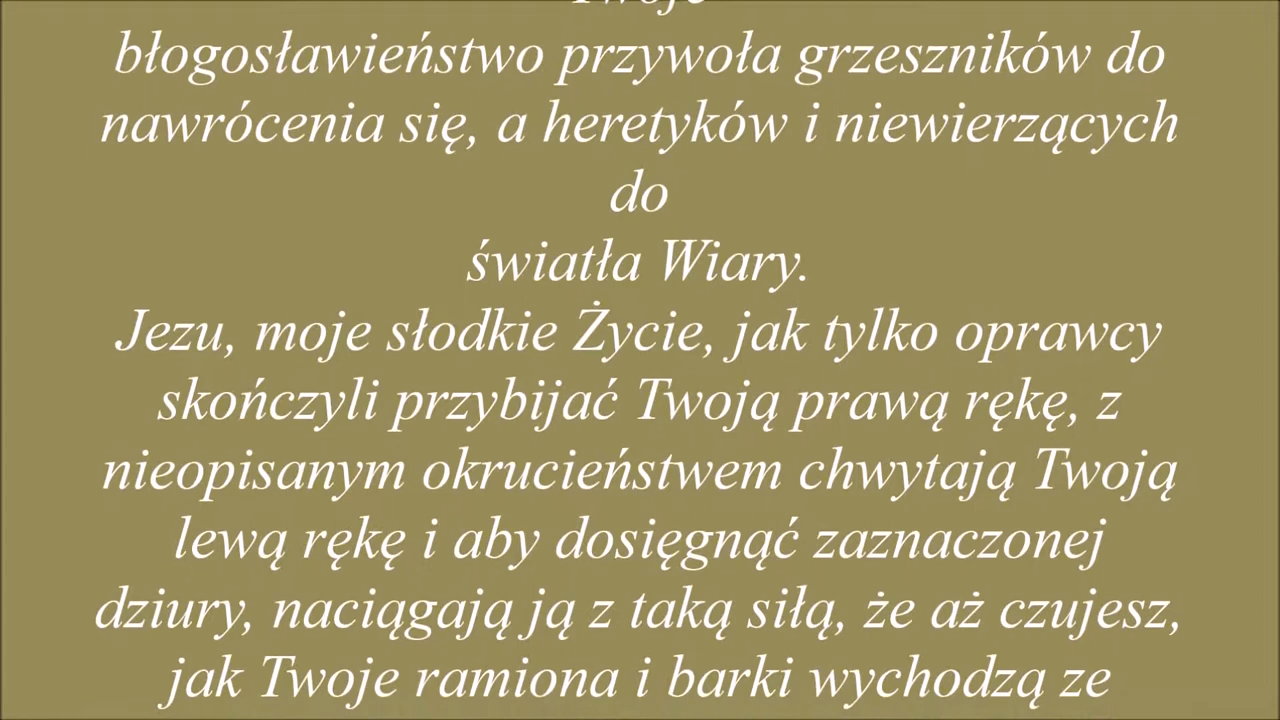 Twoje
błogosławieństwo przywoła grzeszników do
nawrócenia się, a heretyków i niewierzących
do
światła Wiary.
Jezu, moje słodkie Życie, jak tylko oprawcy
skończyli przybijać Twoją prawą rękę, z
nieopisanym okrucieństwem chwytają Twoją
lewą rękę i aby dosięgnąć zaznaczonej
dziury, naciągają ją z taką siłą, że aż czujesz,
jak Twoje ramiona i barki wychodzą ze